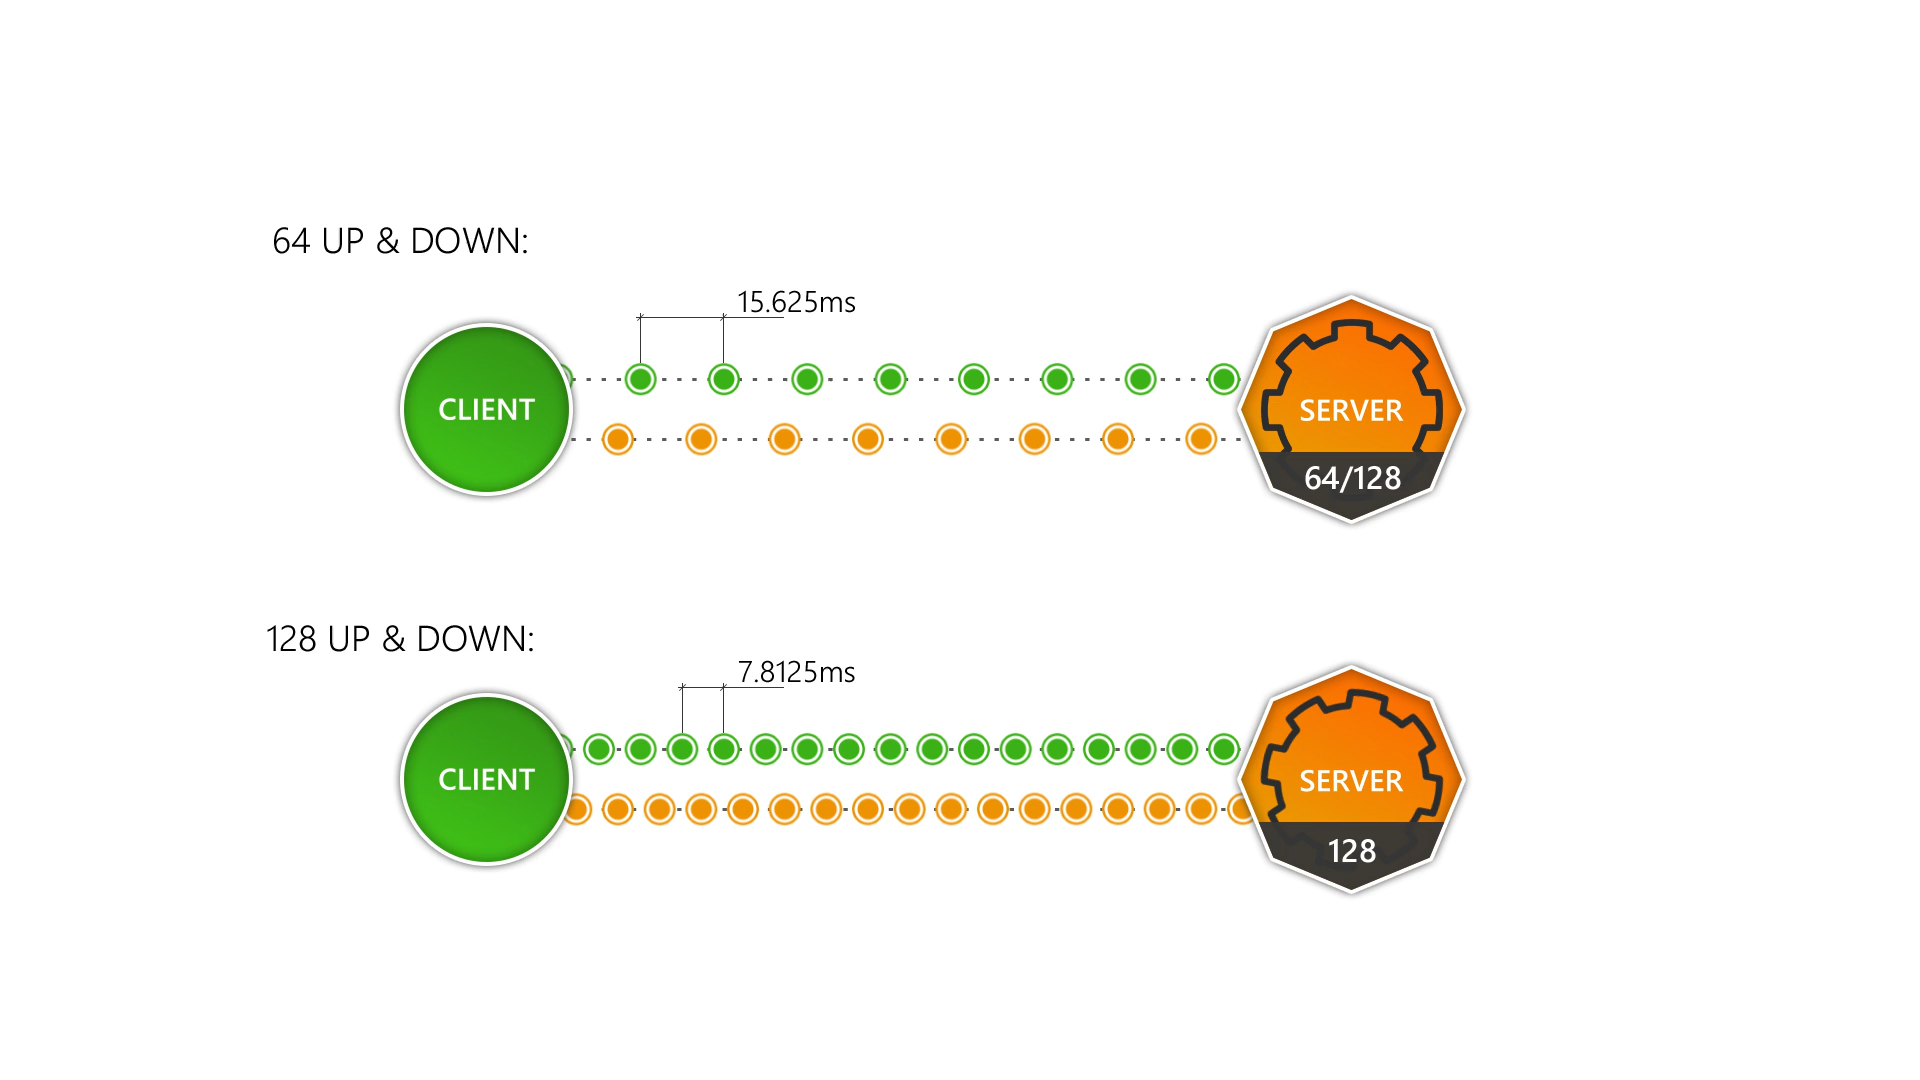 64 UP & DOWN:
15.625ms
CLIENT
SERVER
64/128
128 UP & DOWN:
7.8125ms
CLIENT
SERVER
128